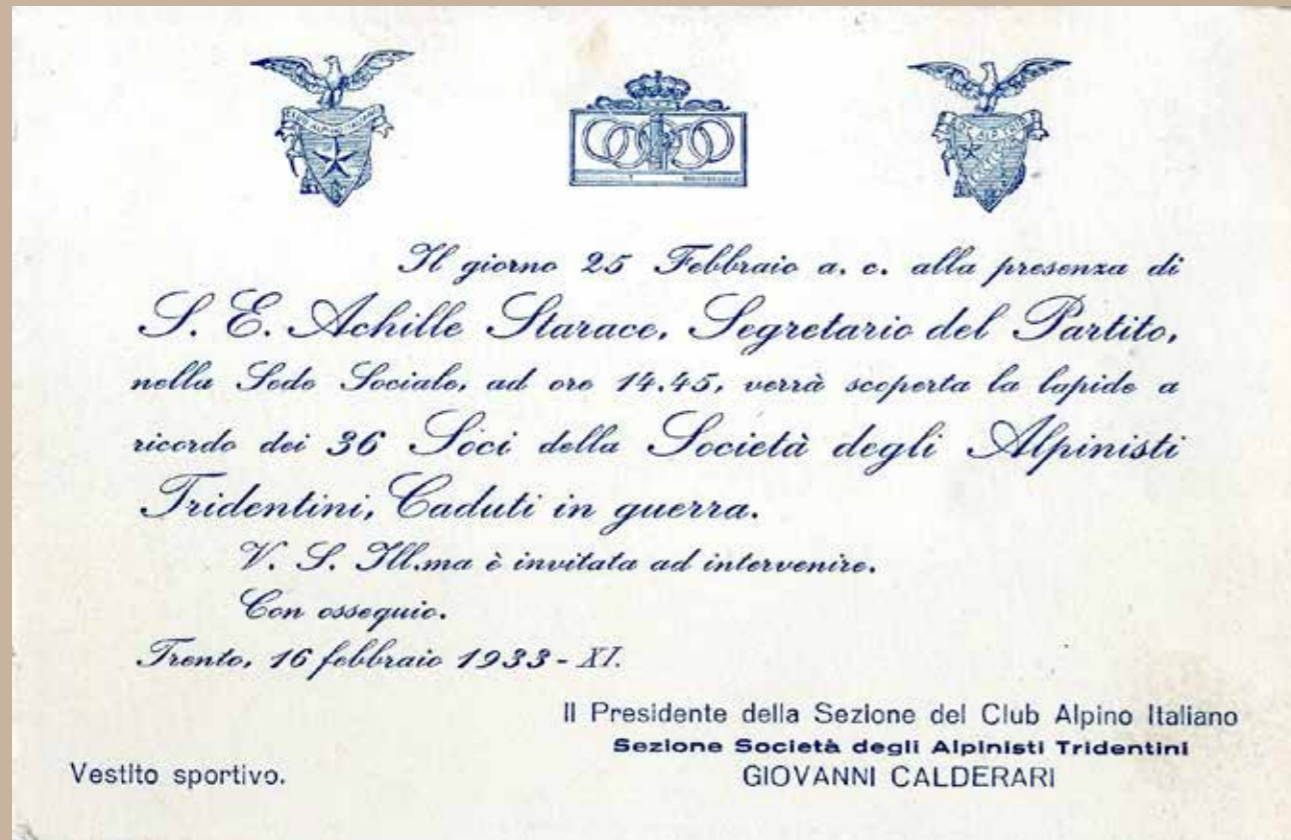 CLUB ALPINO ITALIANO
Il giorno 25 Febbraio a. c. alla presenza di
S. E. Achille Starace, Segretario del Partito,
nella Sede Sociale, ad ore 14.45, verrà scoperta la lapide a
ricordo dei 36 Soci della Società degli Alpinisti
Tridentini, Caduti in guerra.
V. S. Ill.ma è invitata ad intervenire.
Con ossequio.
Trento, 16 febbraio 1933 - XI.
Il Presidente della Sezione del Club Alpino Italiano
Sezione Società degli Alpinisti Tridentini
Vestito sportivo.
GIOVANNI CALDERARI